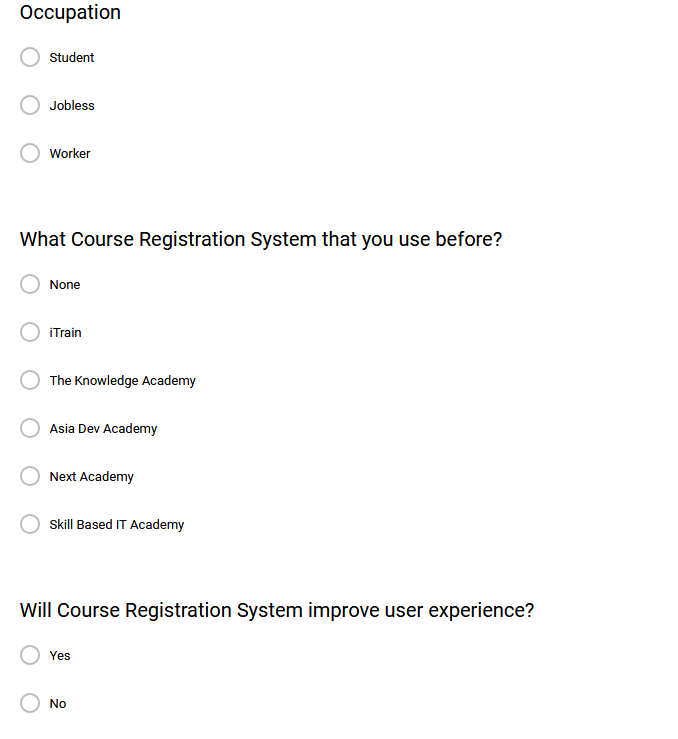 Occupation
Student
Jobless
Worker
What Course Registration System that you use before?
None
iTrain
The Knowledge Academy
Asia Dev Academy
Next Academy
Skill Based IT Academy
Will Course Registration System improve user experience?
Yes
No